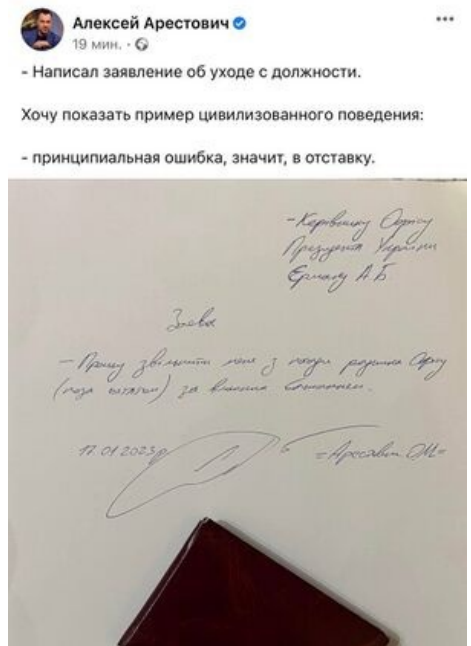 Алексей Арестович
19 мин. ·
- Написал заявление об уходе с должности.
Хочу показать пример цивилизованного поведения:
- принципиальная ошибка, значит, в отставку.
- Керівнику Офісу
Президента України
Єрмаку А.Б
Заява
- Прошу звільнити мене з посади радника Офісу
(поза штатом) за власним бажанням.
17.01.2023р =Арестович О.М=